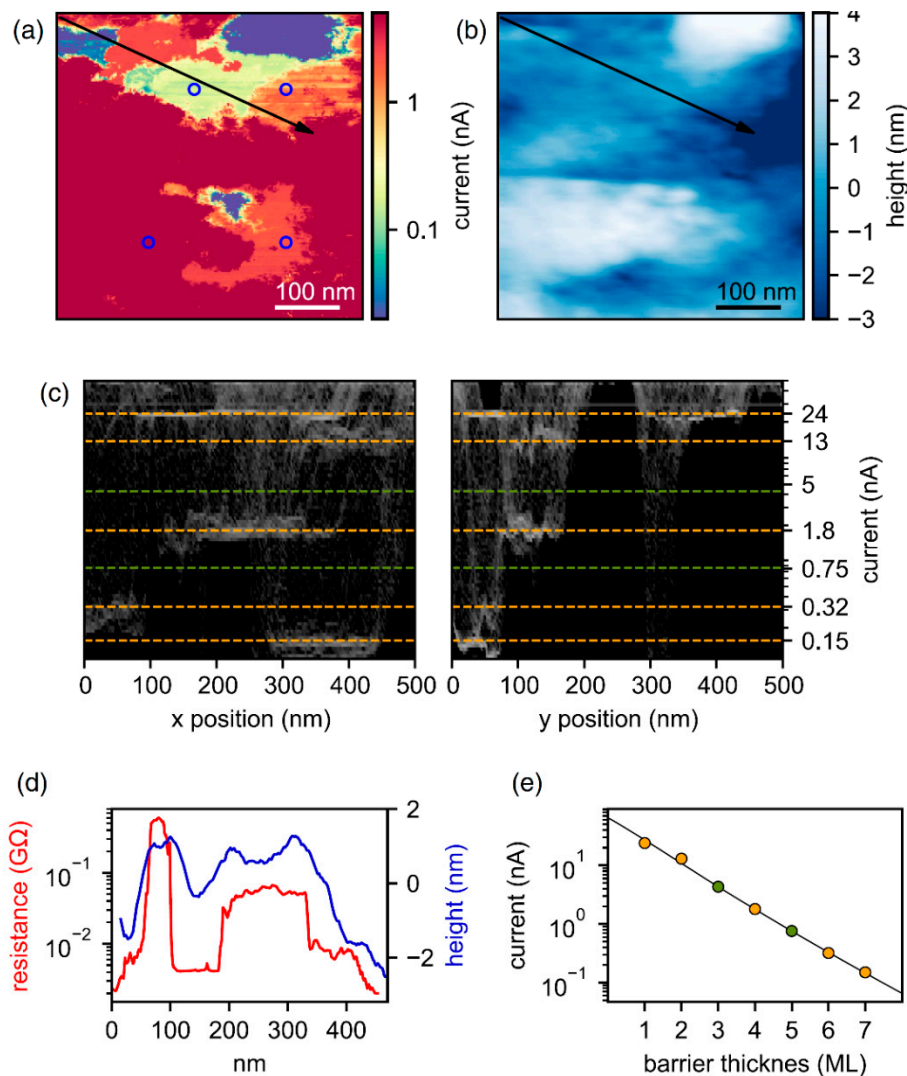 (a)
1
0.1
current (nA)
100 nm
(b)
4
3
2
1
0
−1
−2
−3
height (nm)
100 nm
(c)
24
13
5
1.8
0.75
0.32
0.15
current (nA)
0 100 200 300 400 500
x position (nm)
0 100 200 300 400 500
y position (nm)
(d)
resistance (GΩ)
10⁻¹
10⁻²
2
0
−2
height (nm)
0 100 200 300 400
nm
(e)
current (nA)
10¹
10⁰
10⁻¹
1 2 3 4 5 6 7
barrier thicknes (ML)